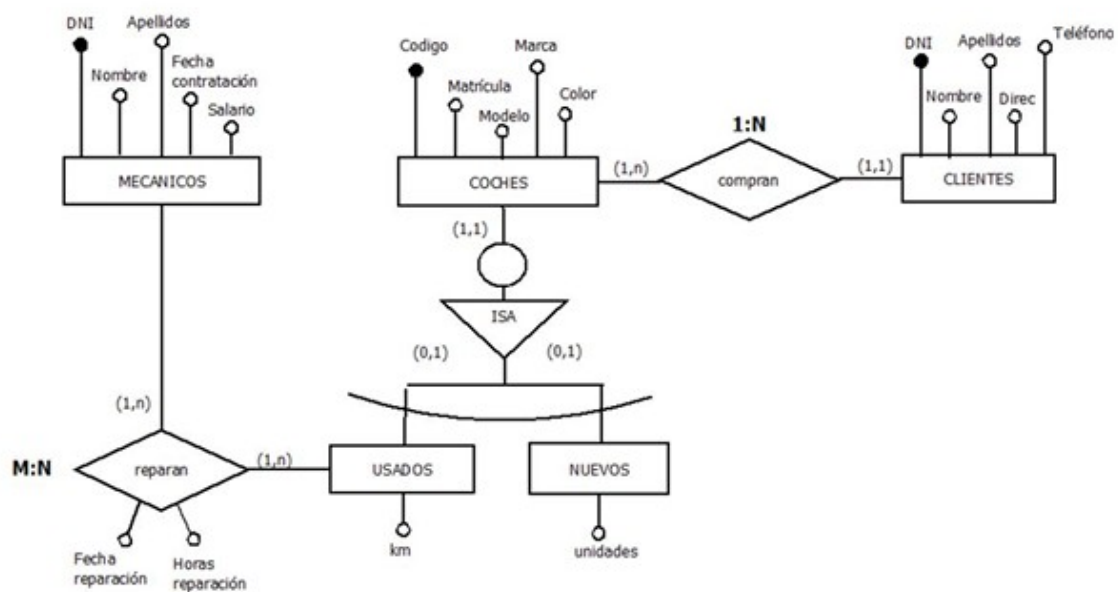 DNI
Apellidos
Nombre
Fecha
contratación
Salario
MECANICOS
Codigo
Marca
Matrícula
Color
Modelo
COCHES
(1,n)
1:N
compran
(1,1)
DNI
Apellidos
Teléfono
Nombre
Direc
CLIENTES
(1,1)
ISA
(0,1)
(0,1)
(1,n)
M:N
reparan
(1,n)
USADOS
NUEVOS
Fecha
reparación
Horas
reparación
km
unidades